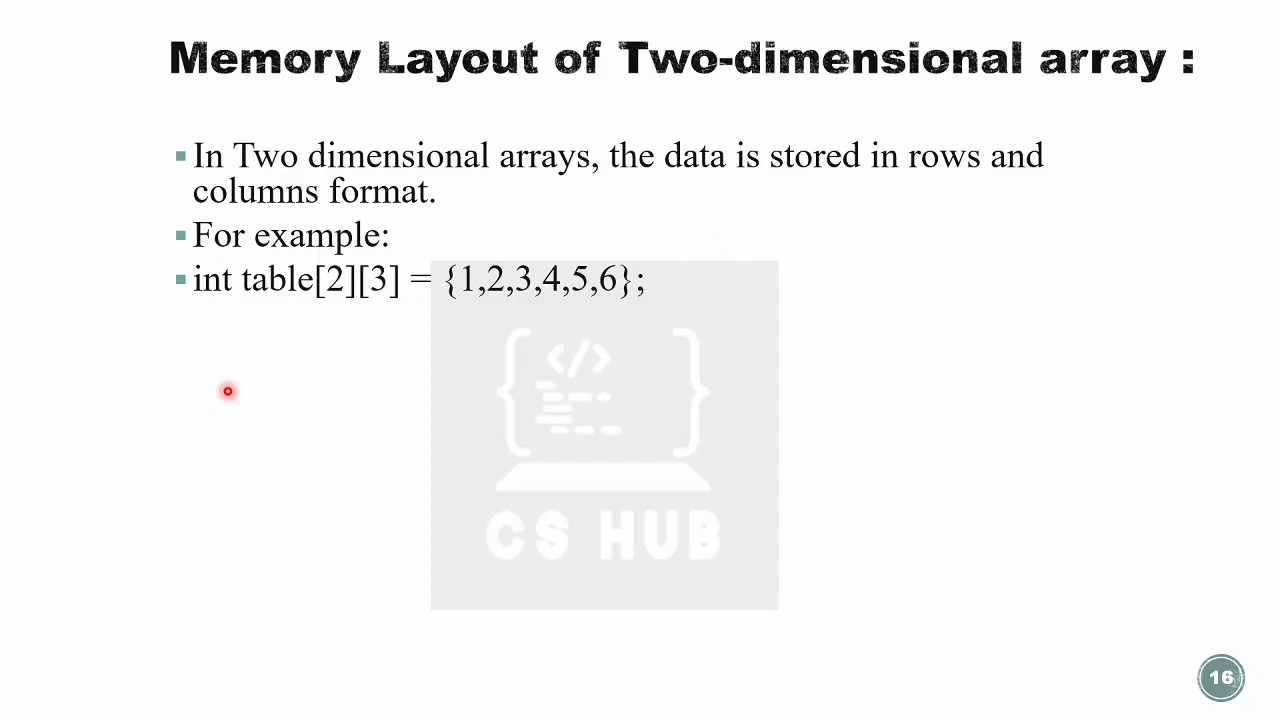 Memory Layout of Two-dimensional array :
In Two dimensional arrays, the data is stored in rows and
columns format.
For example:
int table[2][3] = {1,2,3,4,5,6};
</>
CS HUB
16